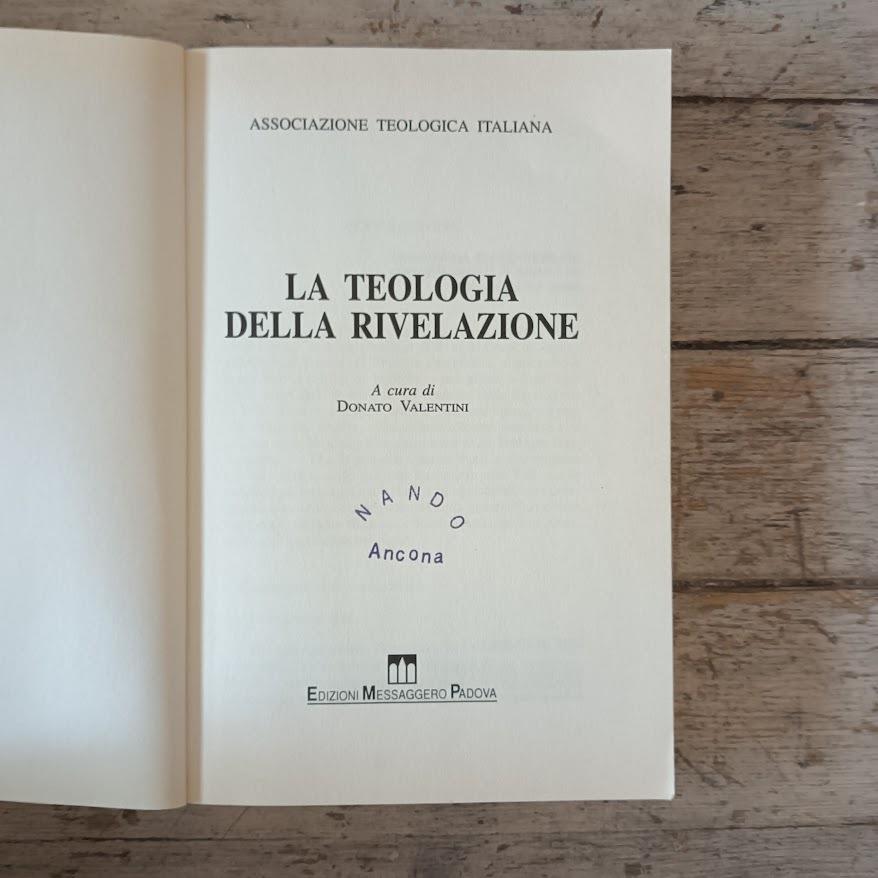 ASSOCIAZIONE TEOLOGICA ITALIANA
LA TEOLOGIA
DELLA RIVELAZIONE
A cura di
DONATO VALENTINI
NANDO
Ancona
EDIZIONI MESSAGGERO PADOVA